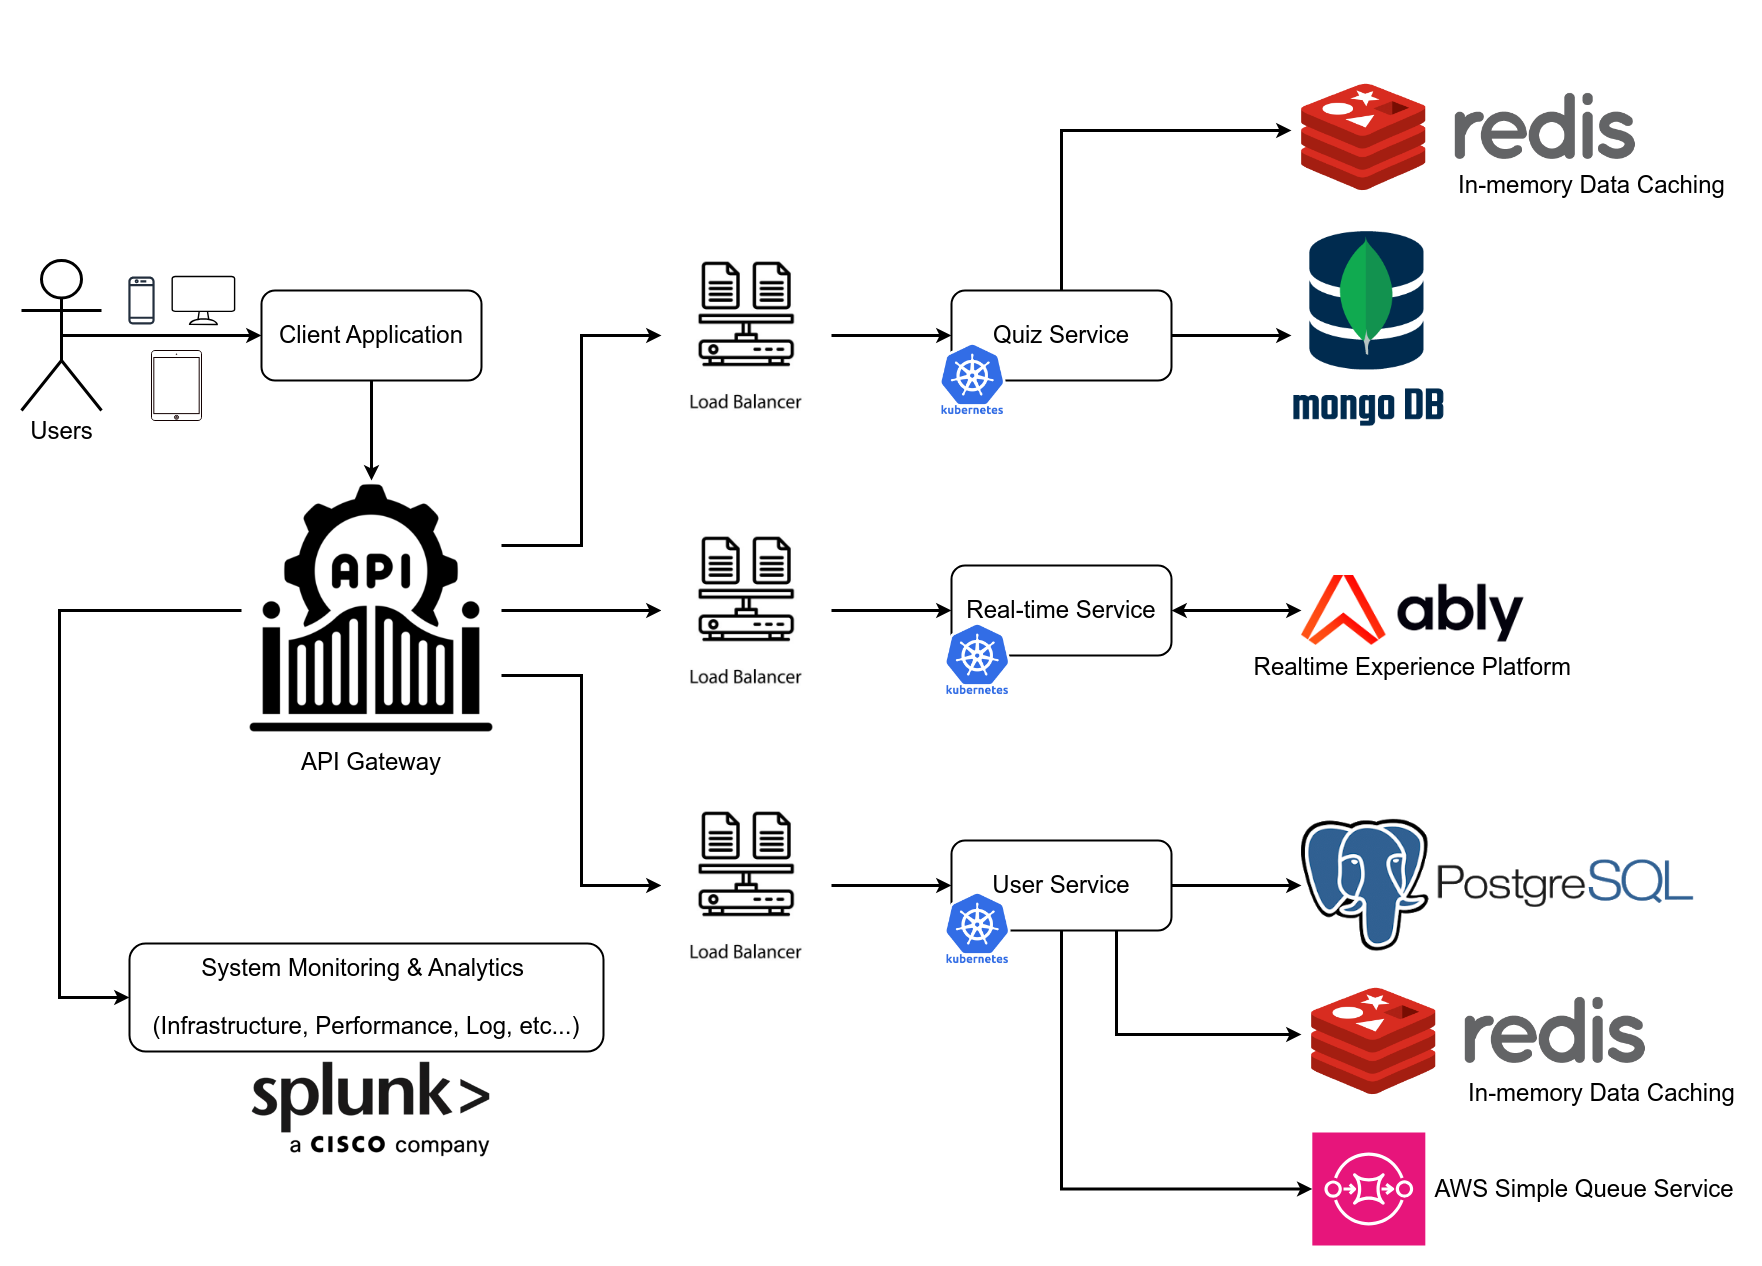 redis
In-memory Data Caching
Client Application
Quiz Service
kubernetes
Load Balancer
mongo DB
Users
API
Real-time Service
kubernetes
ably
Realtime Experience Platform
Load Balancer
API Gateway
User Service
kubernetes
PostgreSQL
Load Balancer
System Monitoring & Analytics
(Infrastructure, Performance, Log, etc...)
splunk>
a CISCO company
redis
In-memory Data Caching
AWS Simple Queue Service